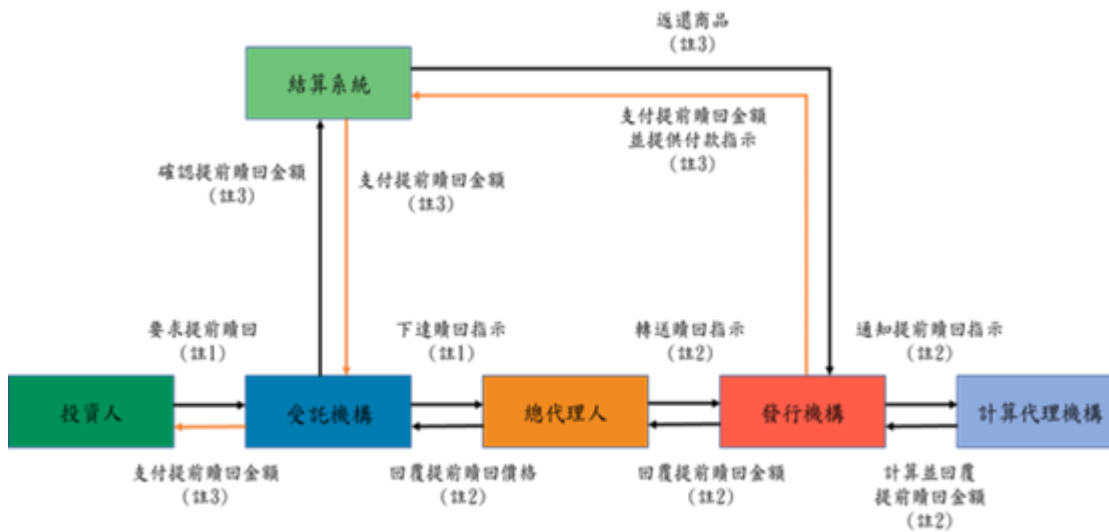 返還商品
(註3)
結算系統
支付提前贖回金額
並提供付款指示
(註3)
確認提前贖回金額
(註3)
支付提前贖回金額
(註3)
要求提前贖回
(註1)
下達贖回指示
(註1)
轉送贖回指示
(註2)
通知提前贖回指示
(註2)
投資人
受託機構
總代理人
發行機構
計算代理機構
支付提前贖回金額
(註3)
回覆提前贖回價格
(註2)
回覆提前贖回金額
(註2)
計算並回覆
提前贖回金額
(註2)